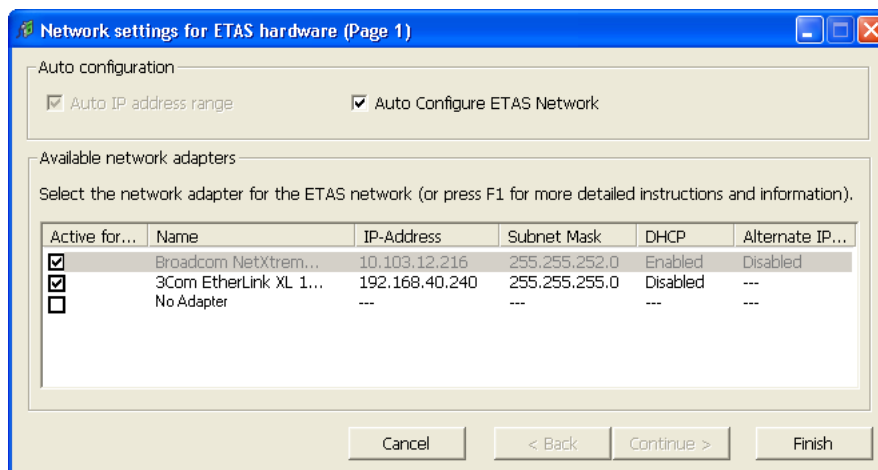 Network settings for ETAS hardware (Page 1)
Auto configuration
Auto IP address range
Auto Configure ETAS Network
Available network adapters
Select the network adapter for the ETAS network (or press F1 for more detailed instructions and information).
Active for... Name IP-Address Subnet Mask DHCP Alternate IP...
Broadcom NetXtrem... 10.103.12.216 255.255.252.0 Enabled Disabled
3Com EtherLink XL 1... 192.168.40.240 255.255.255.0 Disabled ---
No Adapter --- --- --- ---
Cancel < Back Continue > Finish